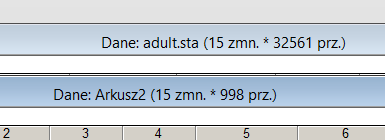 Dane: adult.sta (15 zmn. * 32561 prz.)
Dane: Arkusz2 (15 zmn. * 998 prz.)
2 3 4 5 6